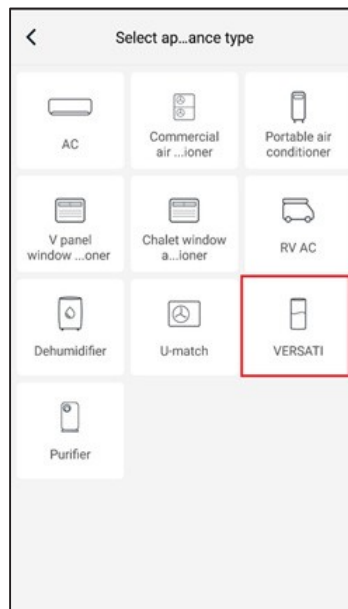 Select ap...ance type
AC
Commercial
air ...ioner
Portable air
conditioner
V panel
window ...oner
Chalet window
a...ioner
RV AC
Dehumidifier
U-match
VERSATI
Purifier